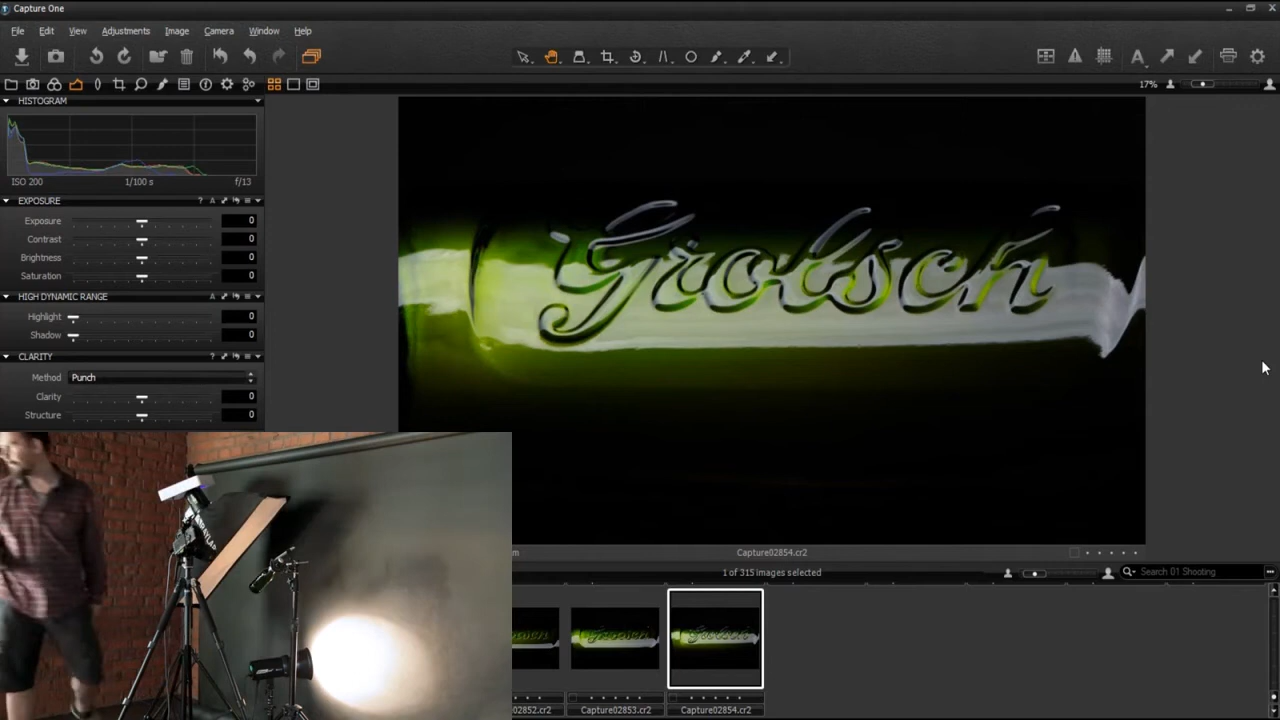 Capture One
File Edit View Adjustments Image Camera Window Help
17%
HISTOGRAM
ISO 200 1/100 s f/13
EXPOSURE
Exposure 0
Contrast 0
Brightness 0
Saturation 0
HIGH DYNAMIC RANGE
Highlight 0
Shadow 0
CLARITY
Method Punch
Clarity 0
Structure 0
Grolsch
Capture02854.cr2
1 of 315 images selected
Search 01 Shooting
02852.cr2 Capture02853.cr2 Capture02854.cr2